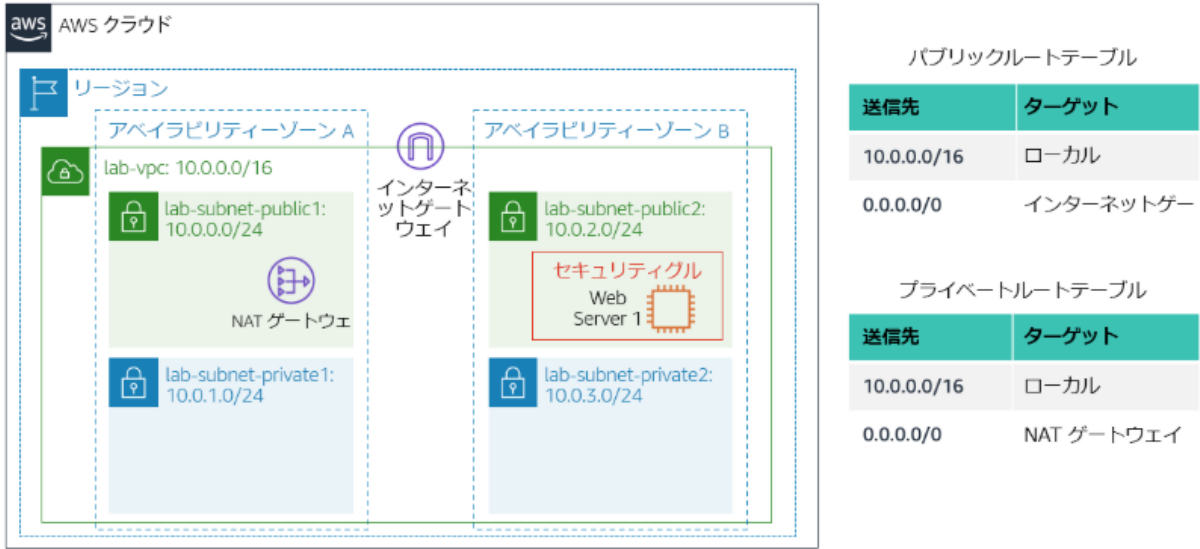 aws
AWS クラウド
リージョン
アベイラビリティーゾーン A
アベイラビリティーゾーン B
lab-vpc: 10.0.0.0/16
インターネ
ットゲート
ウェイ
lab-subnet-public1:
10.0.0.0/24
NAT ゲートウェ
lab-subnet-public2:
10.0.2.0/24
セキュリティグル
Web
Server 1
lab-subnet-private1:
10.0.1.0/24
lab-subnet-private2:
10.0.3.0/24
パブリックルートテーブル
送信先 ターゲット
10.0.0.0/16 ローカル
0.0.0.0/0 インターネットゲー
プライベートルートテーブル
送信先 ターゲット
10.0.0.0/16 ローカル
0.0.0.0/0 NAT ゲートウェイ